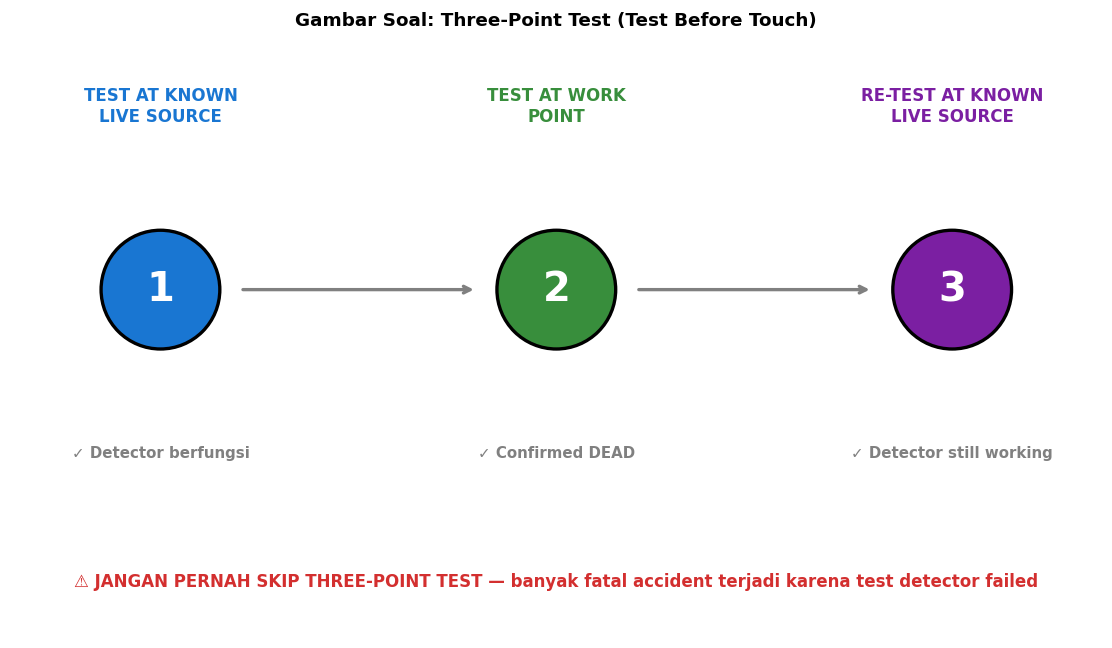 Gambar Soal: Three-Point Test (Test Before Touch)
TEST AT KNOWN
LIVE SOURCE
TEST AT WORK
POINT
RE-TEST AT KNOWN
LIVE SOURCE
1
2
3
✓ Detector berfungsi
✓ Confirmed DEAD
✓ Detector still working
⚠ JANGAN PERNAH SKIP THREE-POINT TEST — banyak fatal accident terjadi karena test detector failed